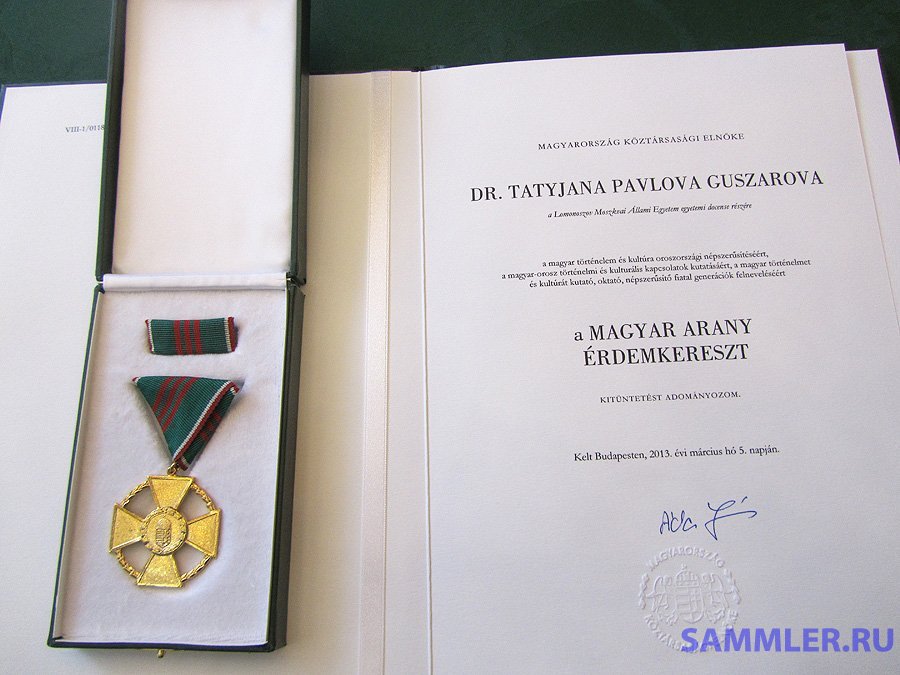 VIII-1/0118
MAGYARORSZÁG KÖZTÁRSASÁGI ELNÖKE
DR. TATYJANA PAVLOVA GUSZAROVA
a Lomonoszov Moszkvai Állami Egyetem egyetemi docense részére
a magyar történelem és kultúra oroszországi népszerűsítéséért,
a magyar-orosz történelmi és kulturális kapcsolatok kutatásáért, a magyar történelmet
és kultúrát kutató, oktató, népszerűsítő fiatal generációk felneveléséért
a MAGYAR ARANY
ÉRDEMKERESZT
KITÜNTETÉST ADOMÁNYOZOM.
Kelt Budapesten, 2013. évi március hó 5. napján.
MAGYARORSZÁG
SAMMLER.RU